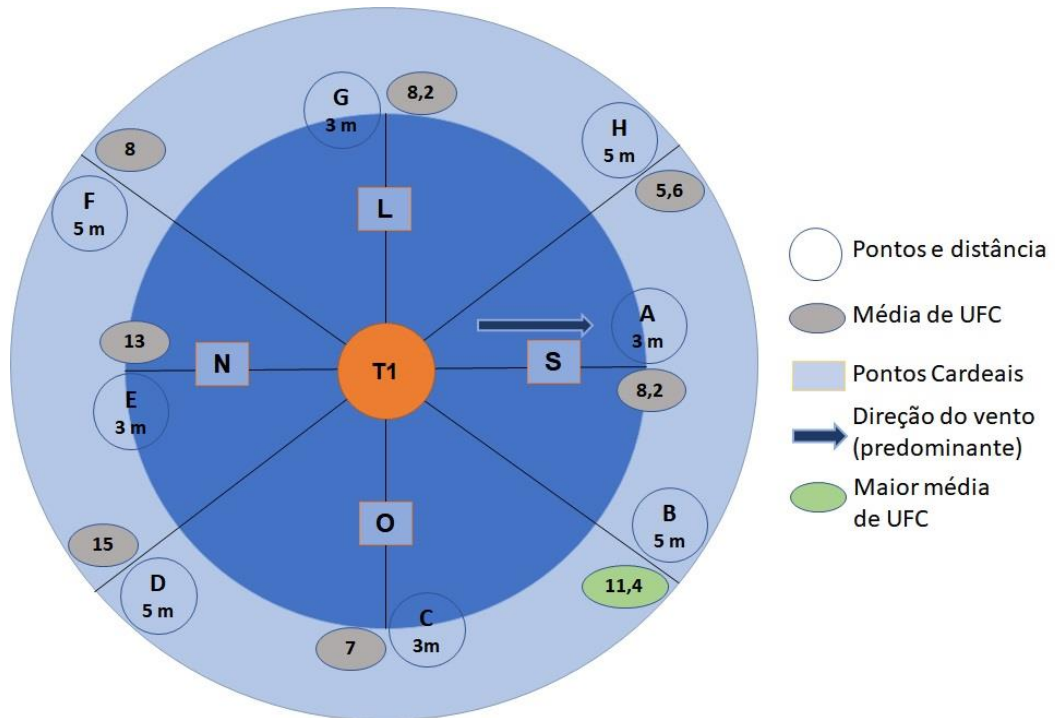 G
3 m
8,2
H
5 m
8
5,6
F
5 m
L
A
3 m
13
N
T1
S
8,2
E
3 m
O
B
5 m
15
D
5 m
11,4
C
3m
7
Pontos e distância
Média de UFC
Pontos Cardeais
Direção do vento
(predominante)
Maior média
de UFC